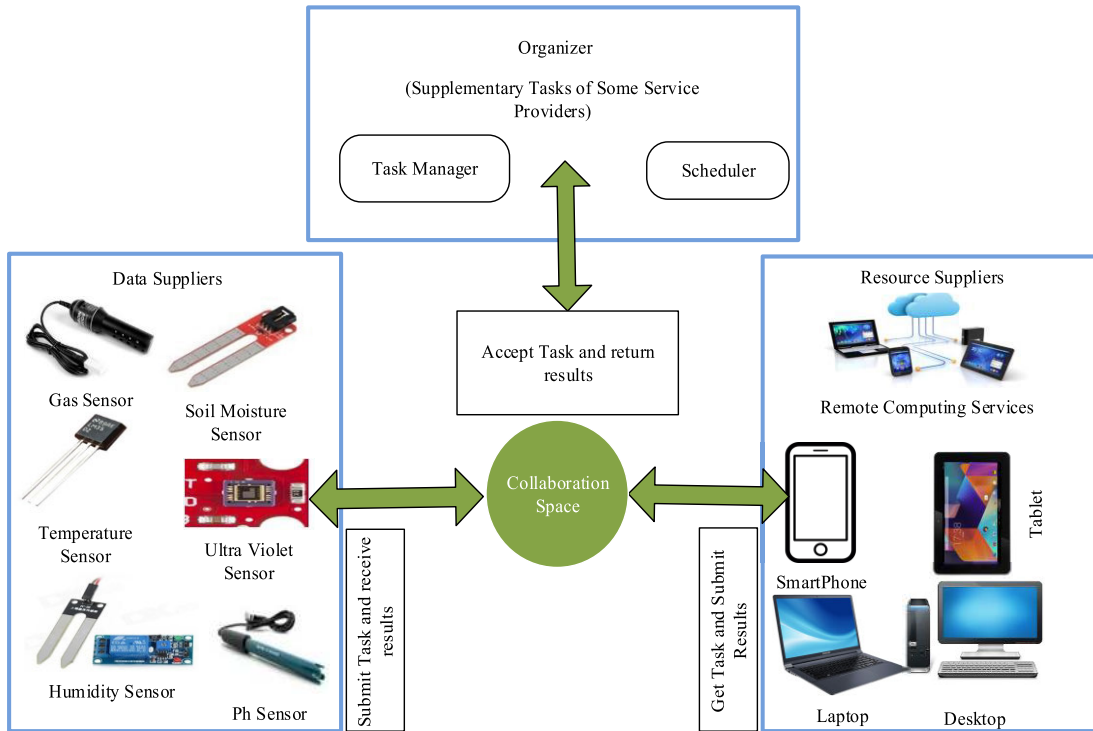 Organizer
(Supplementary Tasks of Some Service
Providers)
Task Manager
Scheduler
Data Suppliers
Gas Sensor
Soil Moisture
Sensor
Temperature
Sensor
Ultra Violet
Sensor
Humidity Sensor
Ph Sensor
Accept Task and return
results
Collaboration
Space
Submit Task and receive
results
Get Task and Submit
Results
Resource Suppliers
Remote Computing Services
SmartPhone
Tablet
17:38
Laptop
Desktop